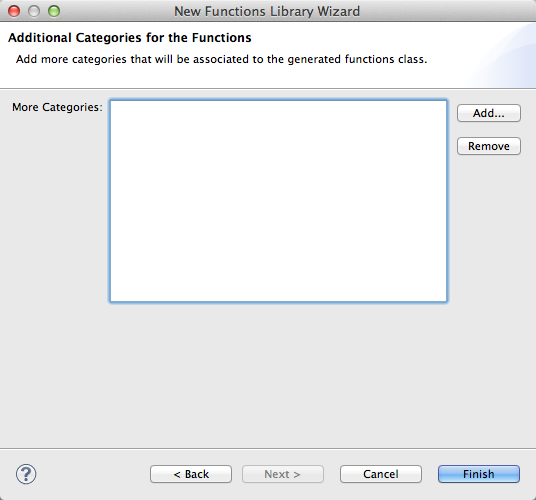 New Functions Library Wizard
Additional Categories for the Functions
Add more categories that will be associated to the generated functions class.
More Categories:
Add...
Remove
?
< Back
Next >
Cancel
Finish